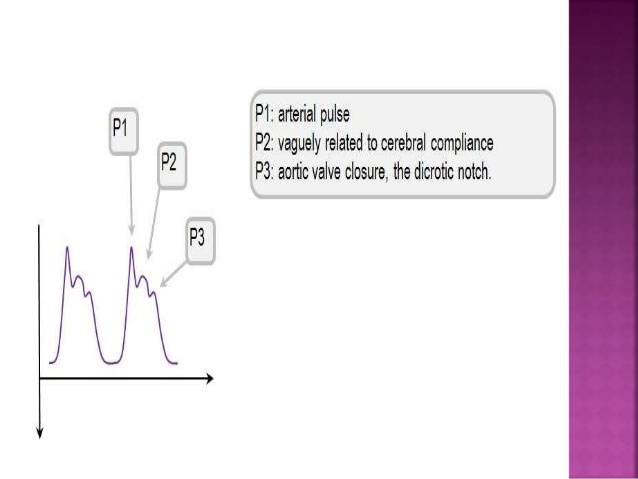 P1
P2
P3
P1: arterial pulse
P2: vaguely related to cerebral compliance
P3: aortic valve closure, the dicrotic notch.